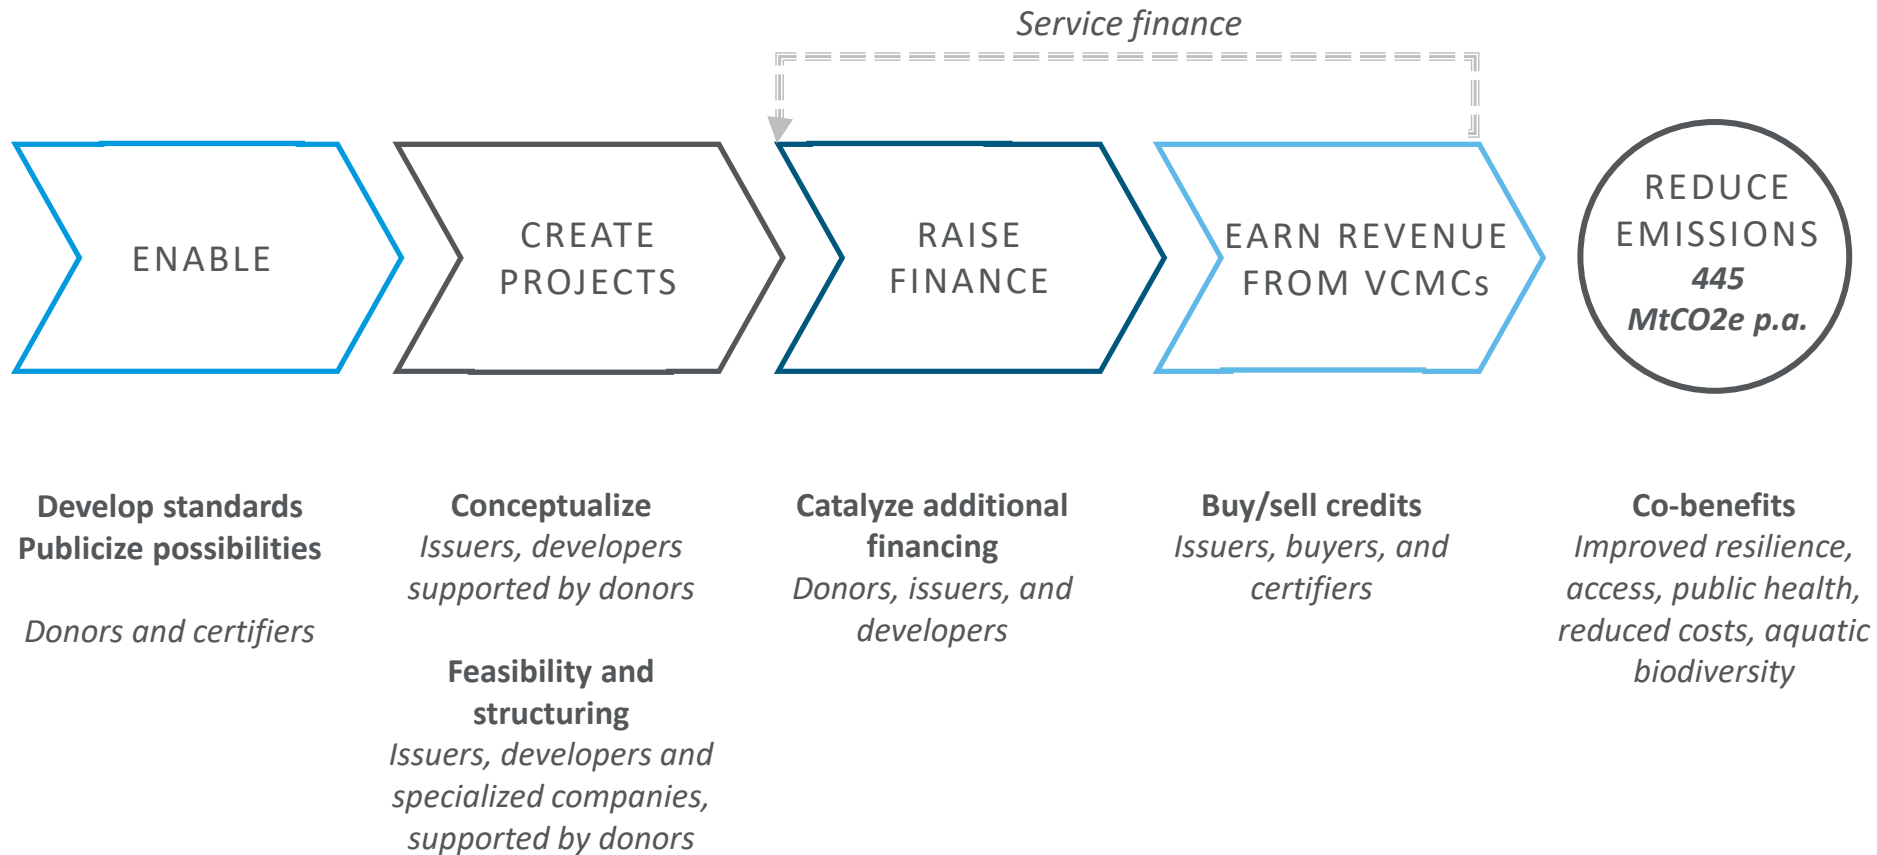 Service finance
ENABLE
CREATE
PROJECTS
RAISE
FINANCE
EARN REVENUE
FROM VCMCs
REDUCE
EMISSIONS
445
MtCO2e p.a.
Develop standards
Publicize possibilities
Donors and certifiers
Conceptualize
Issuers, developers
supported by donors
Feasibility and
structuring
Issuers, developers and
specialized companies,
supported by donors
Catalyze additional
financing
Donors, issuers, and
developers
Buy/sell credits
Issuers, buyers, and
certifiers
Co-benefits
Improved resilience,
access, public health,
reduced costs, aquatic
biodiversity